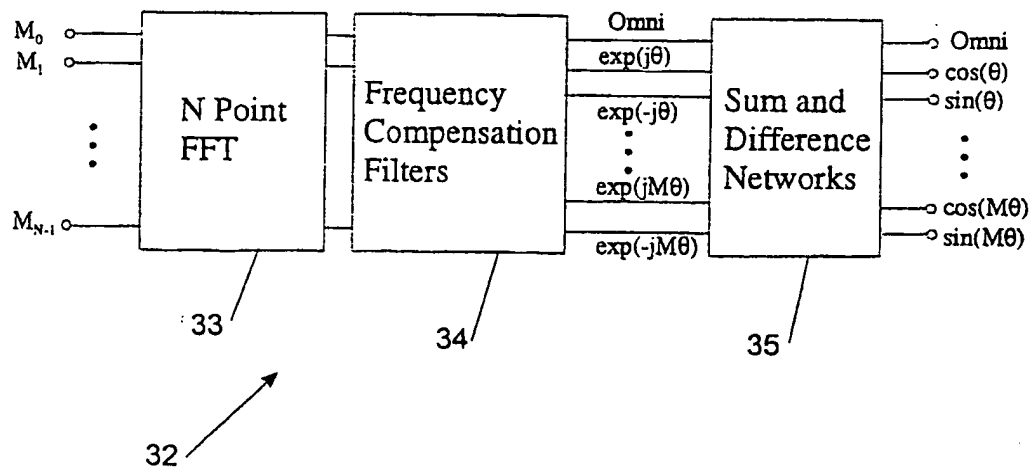 M₀
M₁
M_{N-1}
N Point
FFT
Frequency
Compensation
Filters
Omni
exp(jθ)
exp(-jθ)
exp(jMθ)
exp(-jMθ)
Sum and
Difference
Networks
Omni
cos(θ)
sin(θ)
cos(Mθ)
sin(Mθ)
33
34
35
32